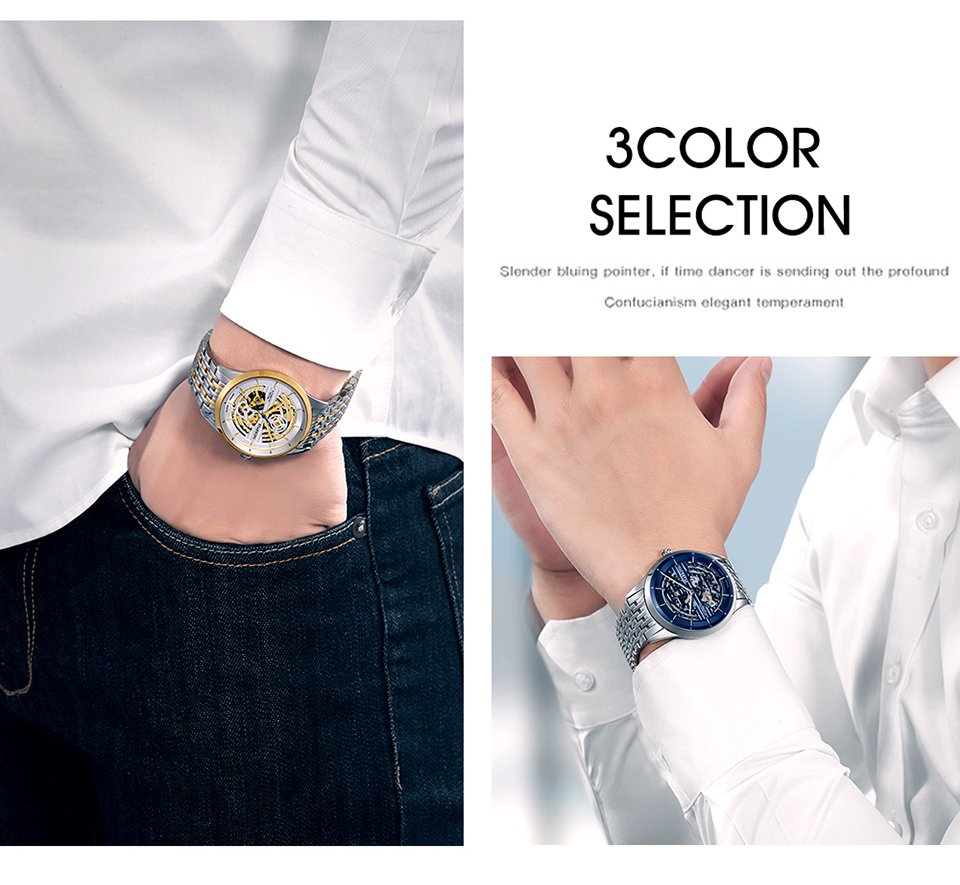 3COLOR
SELECTION
Slender bluing pointer, if time dancer is sending out the profound
Confucianism elegant temperament